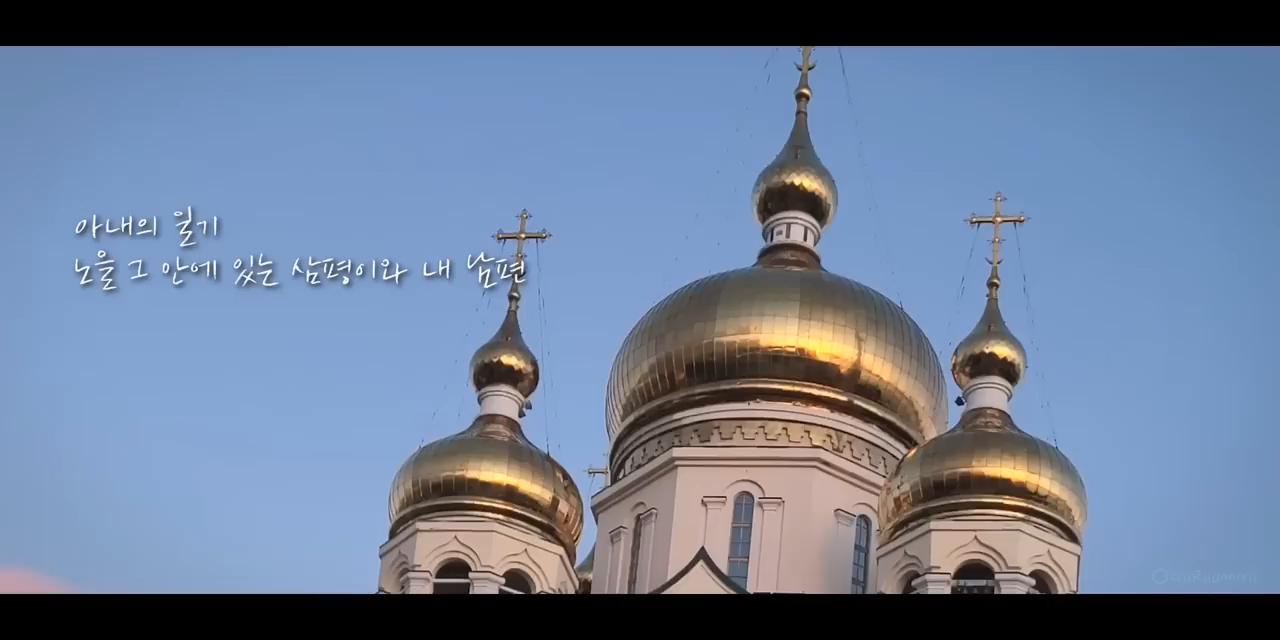 아내의 일기
노을 그 안에 있는 삼평이와 내 남편